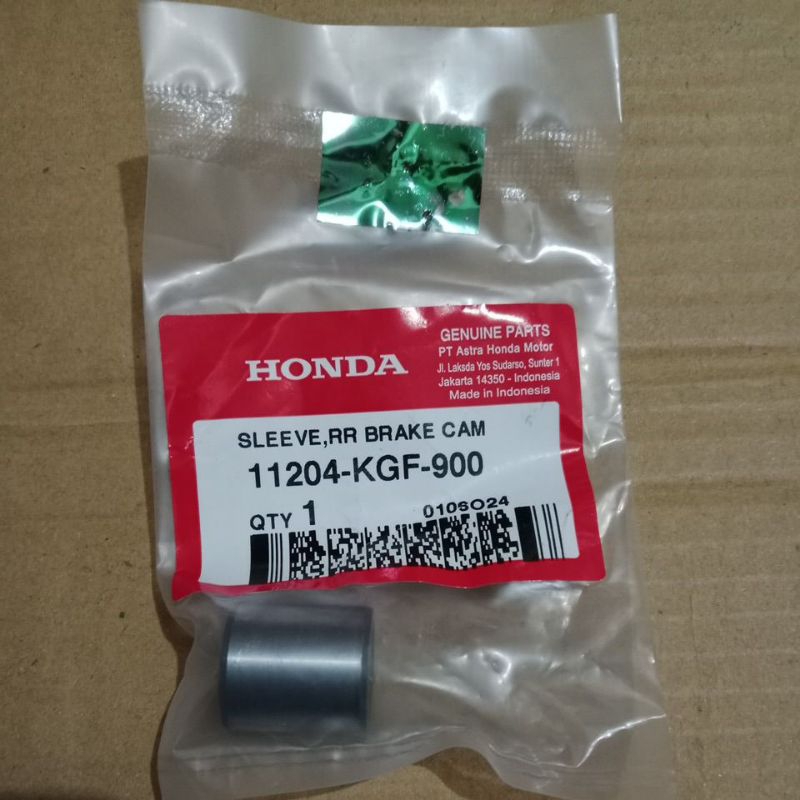 HONDA
GENUINE PARTS
PT Astra Honda Motor
Jl. Laksda Yos Sudarso, Sunter 1
Jakarta 14350 - Indonesia
Made in Indonesia
SLEEVE,RR BRAKE CAM
11204-KGF-900
QTY 1
0106O24